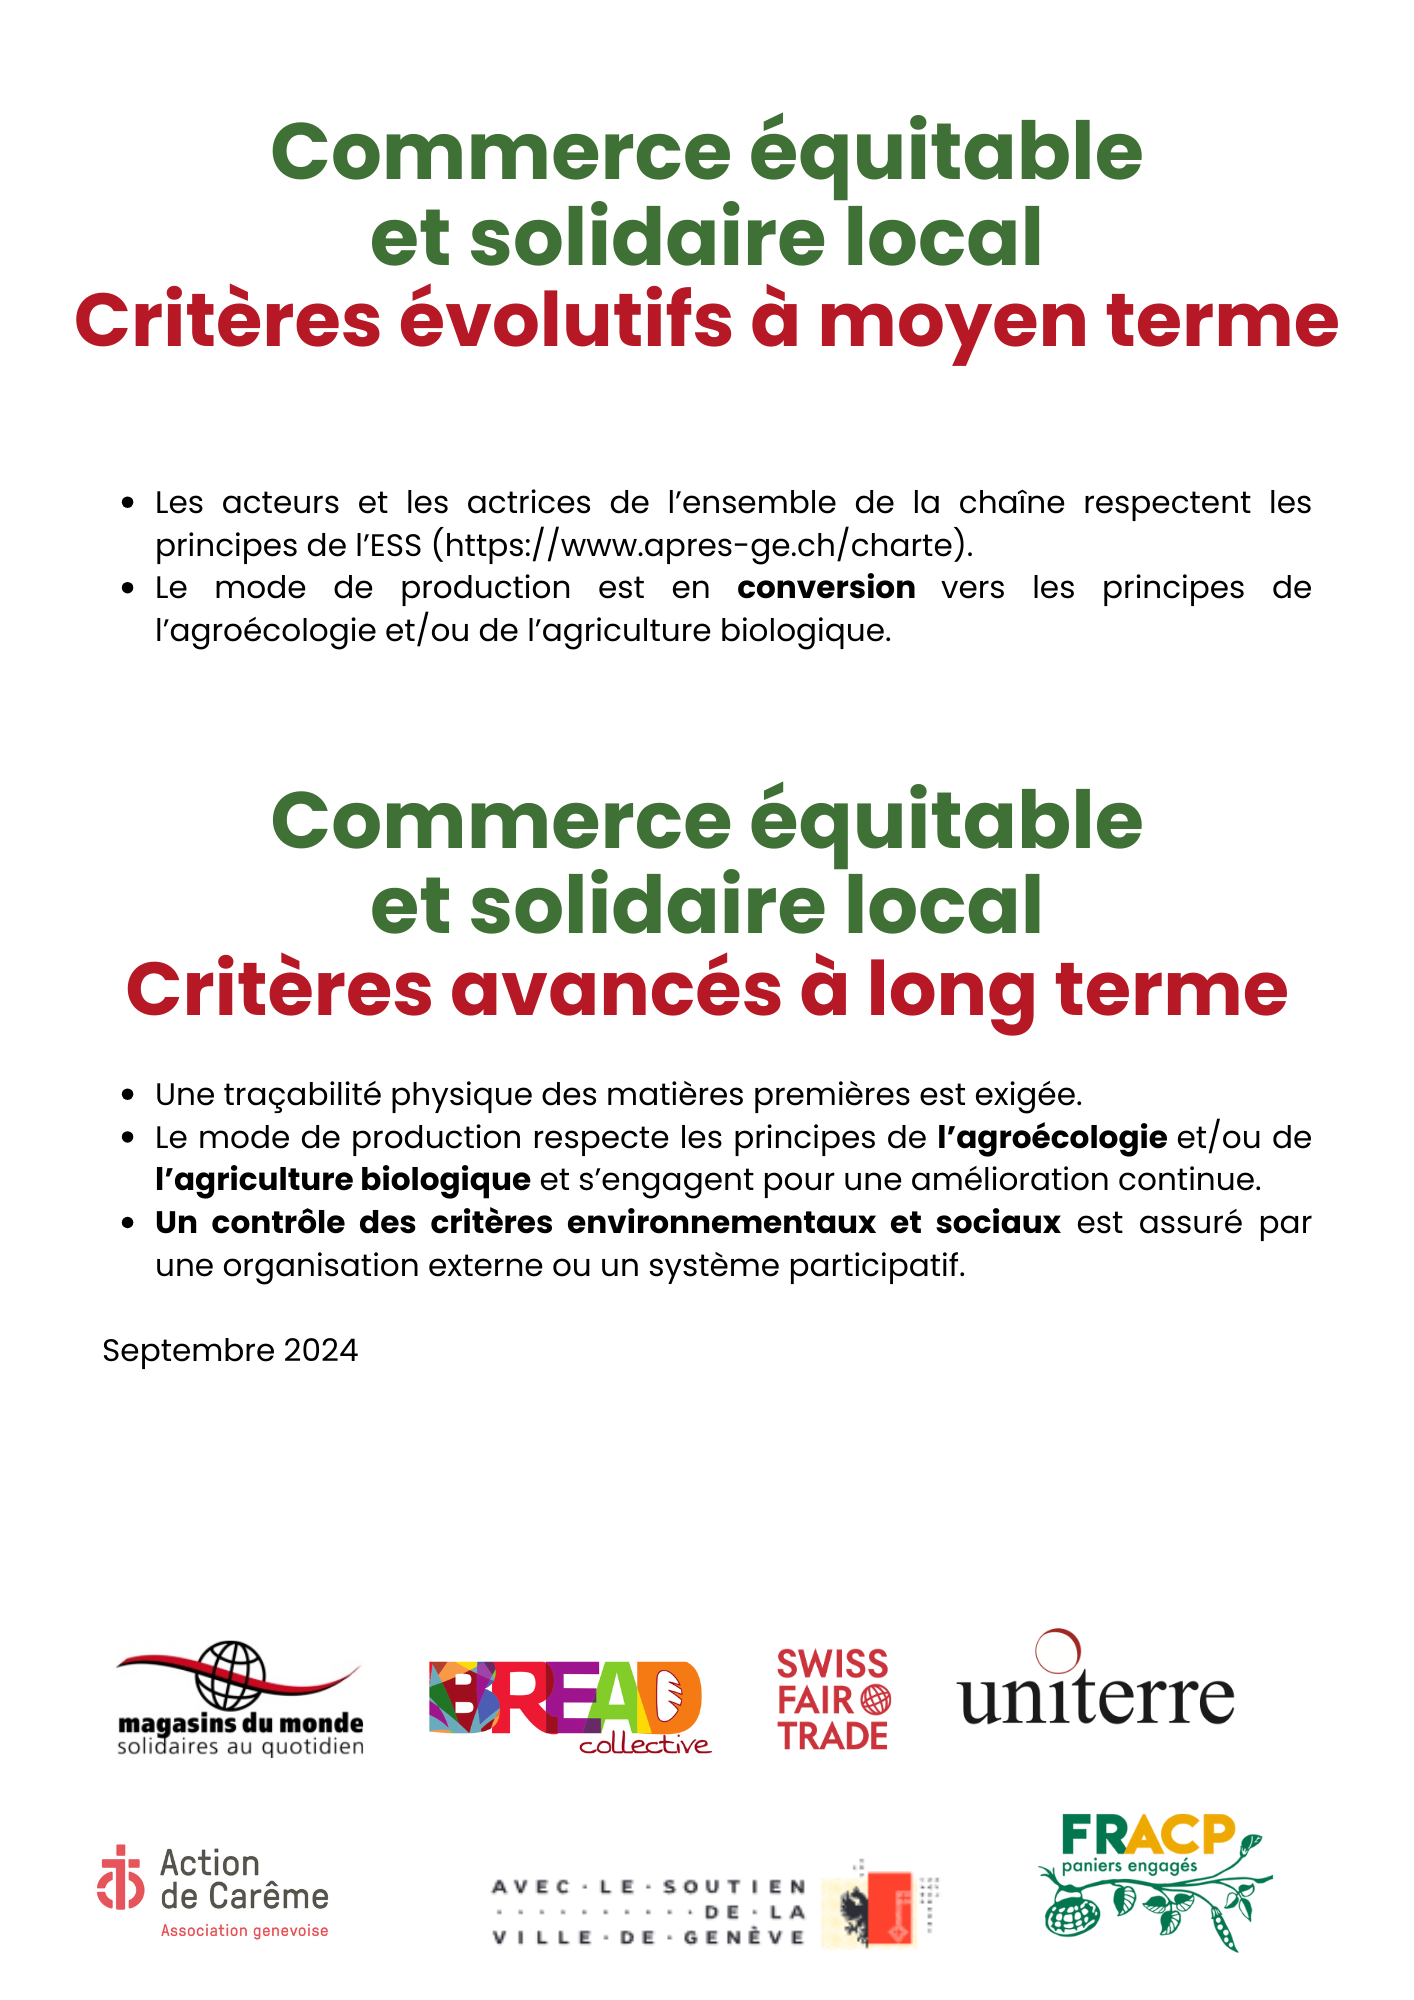 Commerce équitable
et solidaire local
Critères évolutifs à moyen terme
• Les acteurs et les actrices de l’ensemble de la chaîne respectent les
principes de l’ESS (https://www.apres-ge.ch/charte).
• Le mode de production est en conversion vers les principes de
l’agroécologie et/ou de l’agriculture biologique.
Commerce équitable
et solidaire local
Critères avancés à long terme
• Une traçabilité physique des matières premières est exigée.
• Le mode de production respecte les principes de l’agroécologie et/ou de
l’agriculture biologique et s’engagent pour une amélioration continue.
• Un contrôle des critères environnementaux et sociaux est assuré par
une organisation externe ou un système participatif.
Septembre 2024
magasins du monde
solidaires au quotidien
BREAD
collective
SWISS
FAIR
TRADE
uniterre
Action
de Carême
Association genevoise
AVEC·LE·SOUTIEN
··········DE·LA
VILLE·DE·GENÈVE
FRACP
paniers engagés